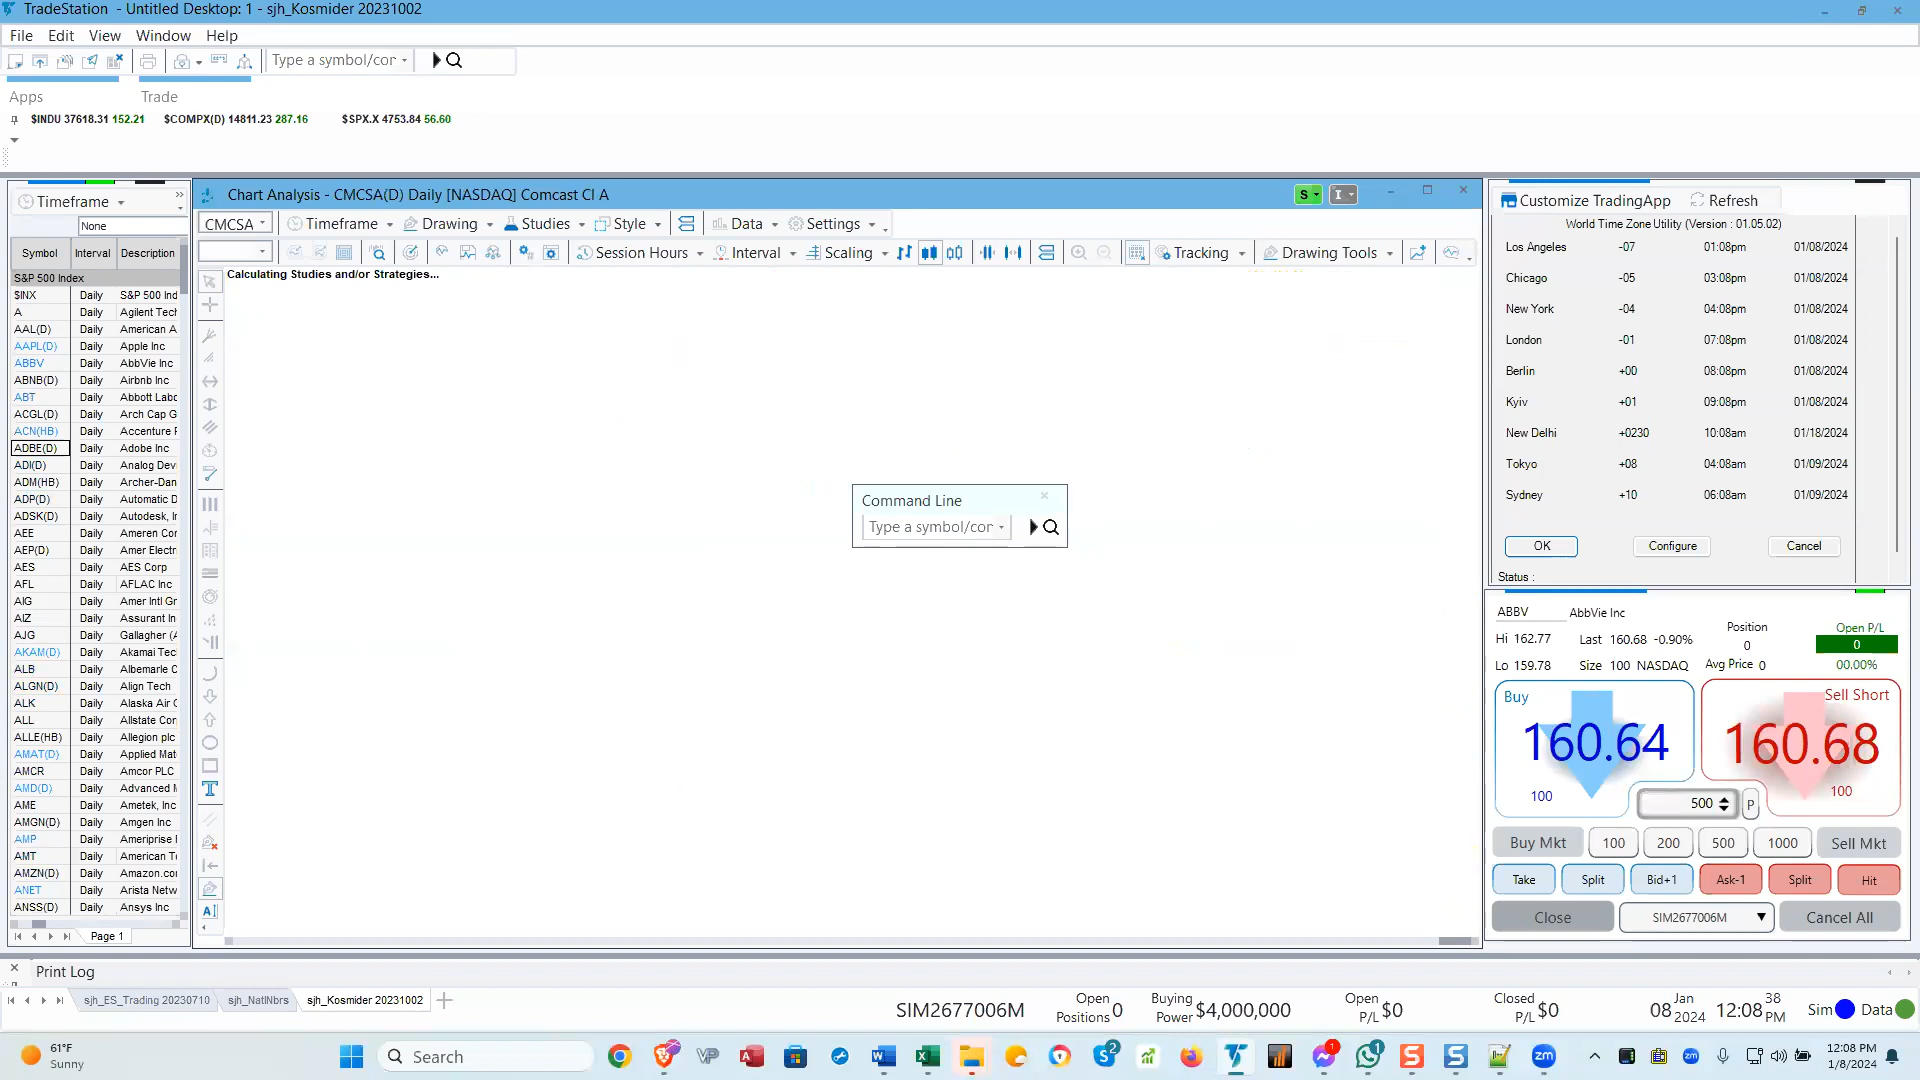 TradeStation - Untitled Desktop: 1 - sjh_Kosmider 20231002
File Edit View Window Help
Type a symbol/cor
Apps Trade
$INDU 37618.31 152.21 $COMPX(D) 14811.23 287.16 $SPX.X 4753.84 56.60
Timeframe
None
Symbol Interval Description
S&P 500 Index
$INX Daily S&P 500 Ind
A Daily Agilent Tech
AAL(D) Daily American A
AAPL(D) Daily Apple Inc
ABBV Daily AbbVie Inc
ABNB(D) Daily Airbnb Inc
ABT Daily Abbott Labo
ACGL(D) Daily Arch Cap G
ACN(HB) Daily Accenture P
ADBE(D) Daily Adobe Inc
ADI(D) Daily Analog Devi
ADM(HB) Daily Archer-Dan
ADP(D) Daily Automatic D
ADSK(D) Daily Autodesk, I
AEE Daily Ameren Cor
AEP(D) Daily Amer Electr
AES Daily AES Corp
AFL Daily AFLAC Inc
AIG Daily Amer Intl Gr
AIZ Daily Assurant In
AJG Daily Gallagher (A
AKAM(D) Daily Akamai Tec
ALB Daily Albemarle C
ALGN(D) Daily Align Tech
ALK Daily Alaska Air G
ALL Daily Allstate Cor
ALLE(HB) Daily Allegion plc
AMAT(D) Daily Applied Mat
AMCR Daily Amcor PLC
AMD(D) Daily Advanced M
AME Daily Ametek, Inc
AMGN(D) Daily Amgen Inc
AMP Daily Ameriprise F
AMT Daily American T
AMZN(D) Daily Amazon.co
ANET Daily Arista Netw
ANSS(D) Daily Ansys Inc
Page 1
Chart Analysis - CMCSA(D) Daily [NASDAQ] Comcast Cl A
S I
CMCSA Timeframe Drawing Studies Style Data Settings
Session Hours Interval Scaling Tracking Drawing Tools
Calculating Studies and/or Strategies...
Command Line
Type a symbol/cor
Customize TradingApp Refresh
World Time Zone Utility (Version : 01.05.02)
Los Angeles -07 01:08pm 01/08/2024
Chicago -05 03:08pm 01/08/2024
New York -04 04:08pm 01/08/2024
London -01 07:08pm 01/08/2024
Berlin +00 08:08pm 01/08/2024
Kyiv +01 09:08pm 01/08/2024
New Delhi +0230 10:08am 01/18/2024
Tokyo +08 04:08am 01/09/2024
Sydney +10 06:08am 01/09/2024
OK Configure Cancel
Status :
ABBV AbbVie Inc
Position Open P/L
Hi 162.77 Last 160.68 -0.90% 0 0
Lo 159.78 Size 100 NASDAQ Avg Price 0 00.00%
Buy Sell Short
160.64 160.68
100 100
500 P
Buy Mkt 100 200 500 1000 Sell Mkt
Take Split Bid+1 Ask-1 Split Hit
Close SIM2677006M Cancel All
Print Log
sjh_ES_Trading 20230710 sjh_NatlNbrs sjh_Kosmider 20231002
SIM2677006M Open Positions 0 Buying Power $4,000,000 Open P/L $0 Closed P/L $0 08 Jan 2024 12:08 38 PM Sim Data
61°F
Sunny
Search
VP
2
1
1
zm
zm
12:08 PM
1/8/2024